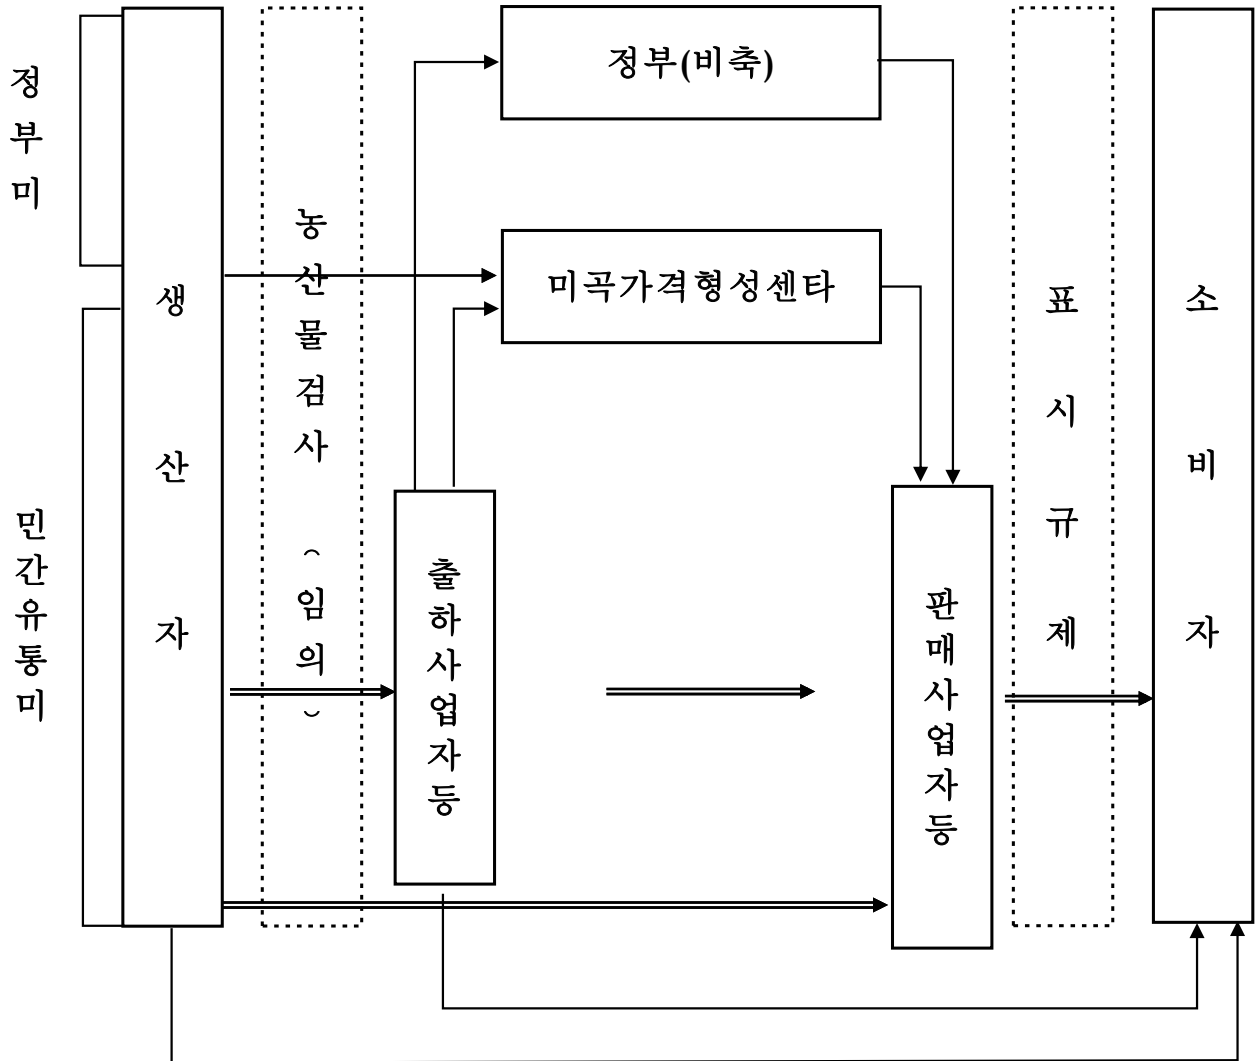 정부미
민간유통미
생산자
농산물검사 (임의)
정부(비축)
미곡가격형성센타
출하사업자등
판매사업자등
표시규제
소비자